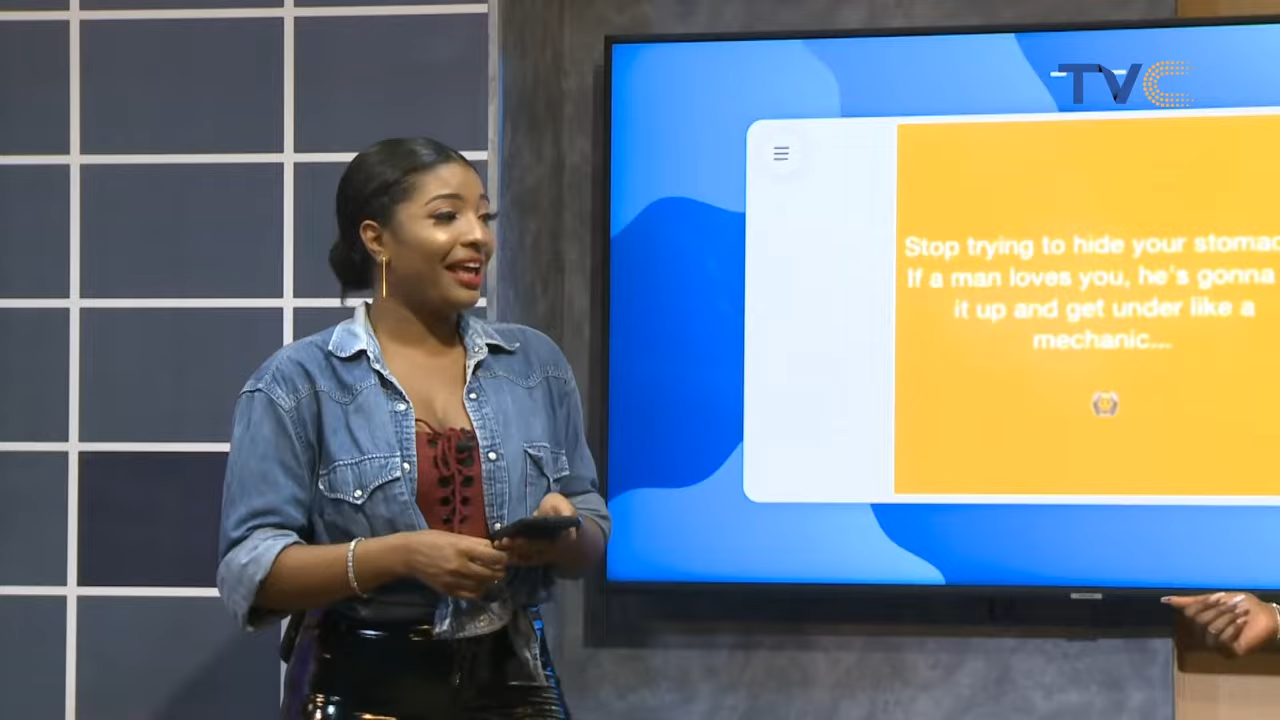 TVC
Stop trying to hide your stomac
If a man loves you, he's gonna
it up and get under like a
mechanic...